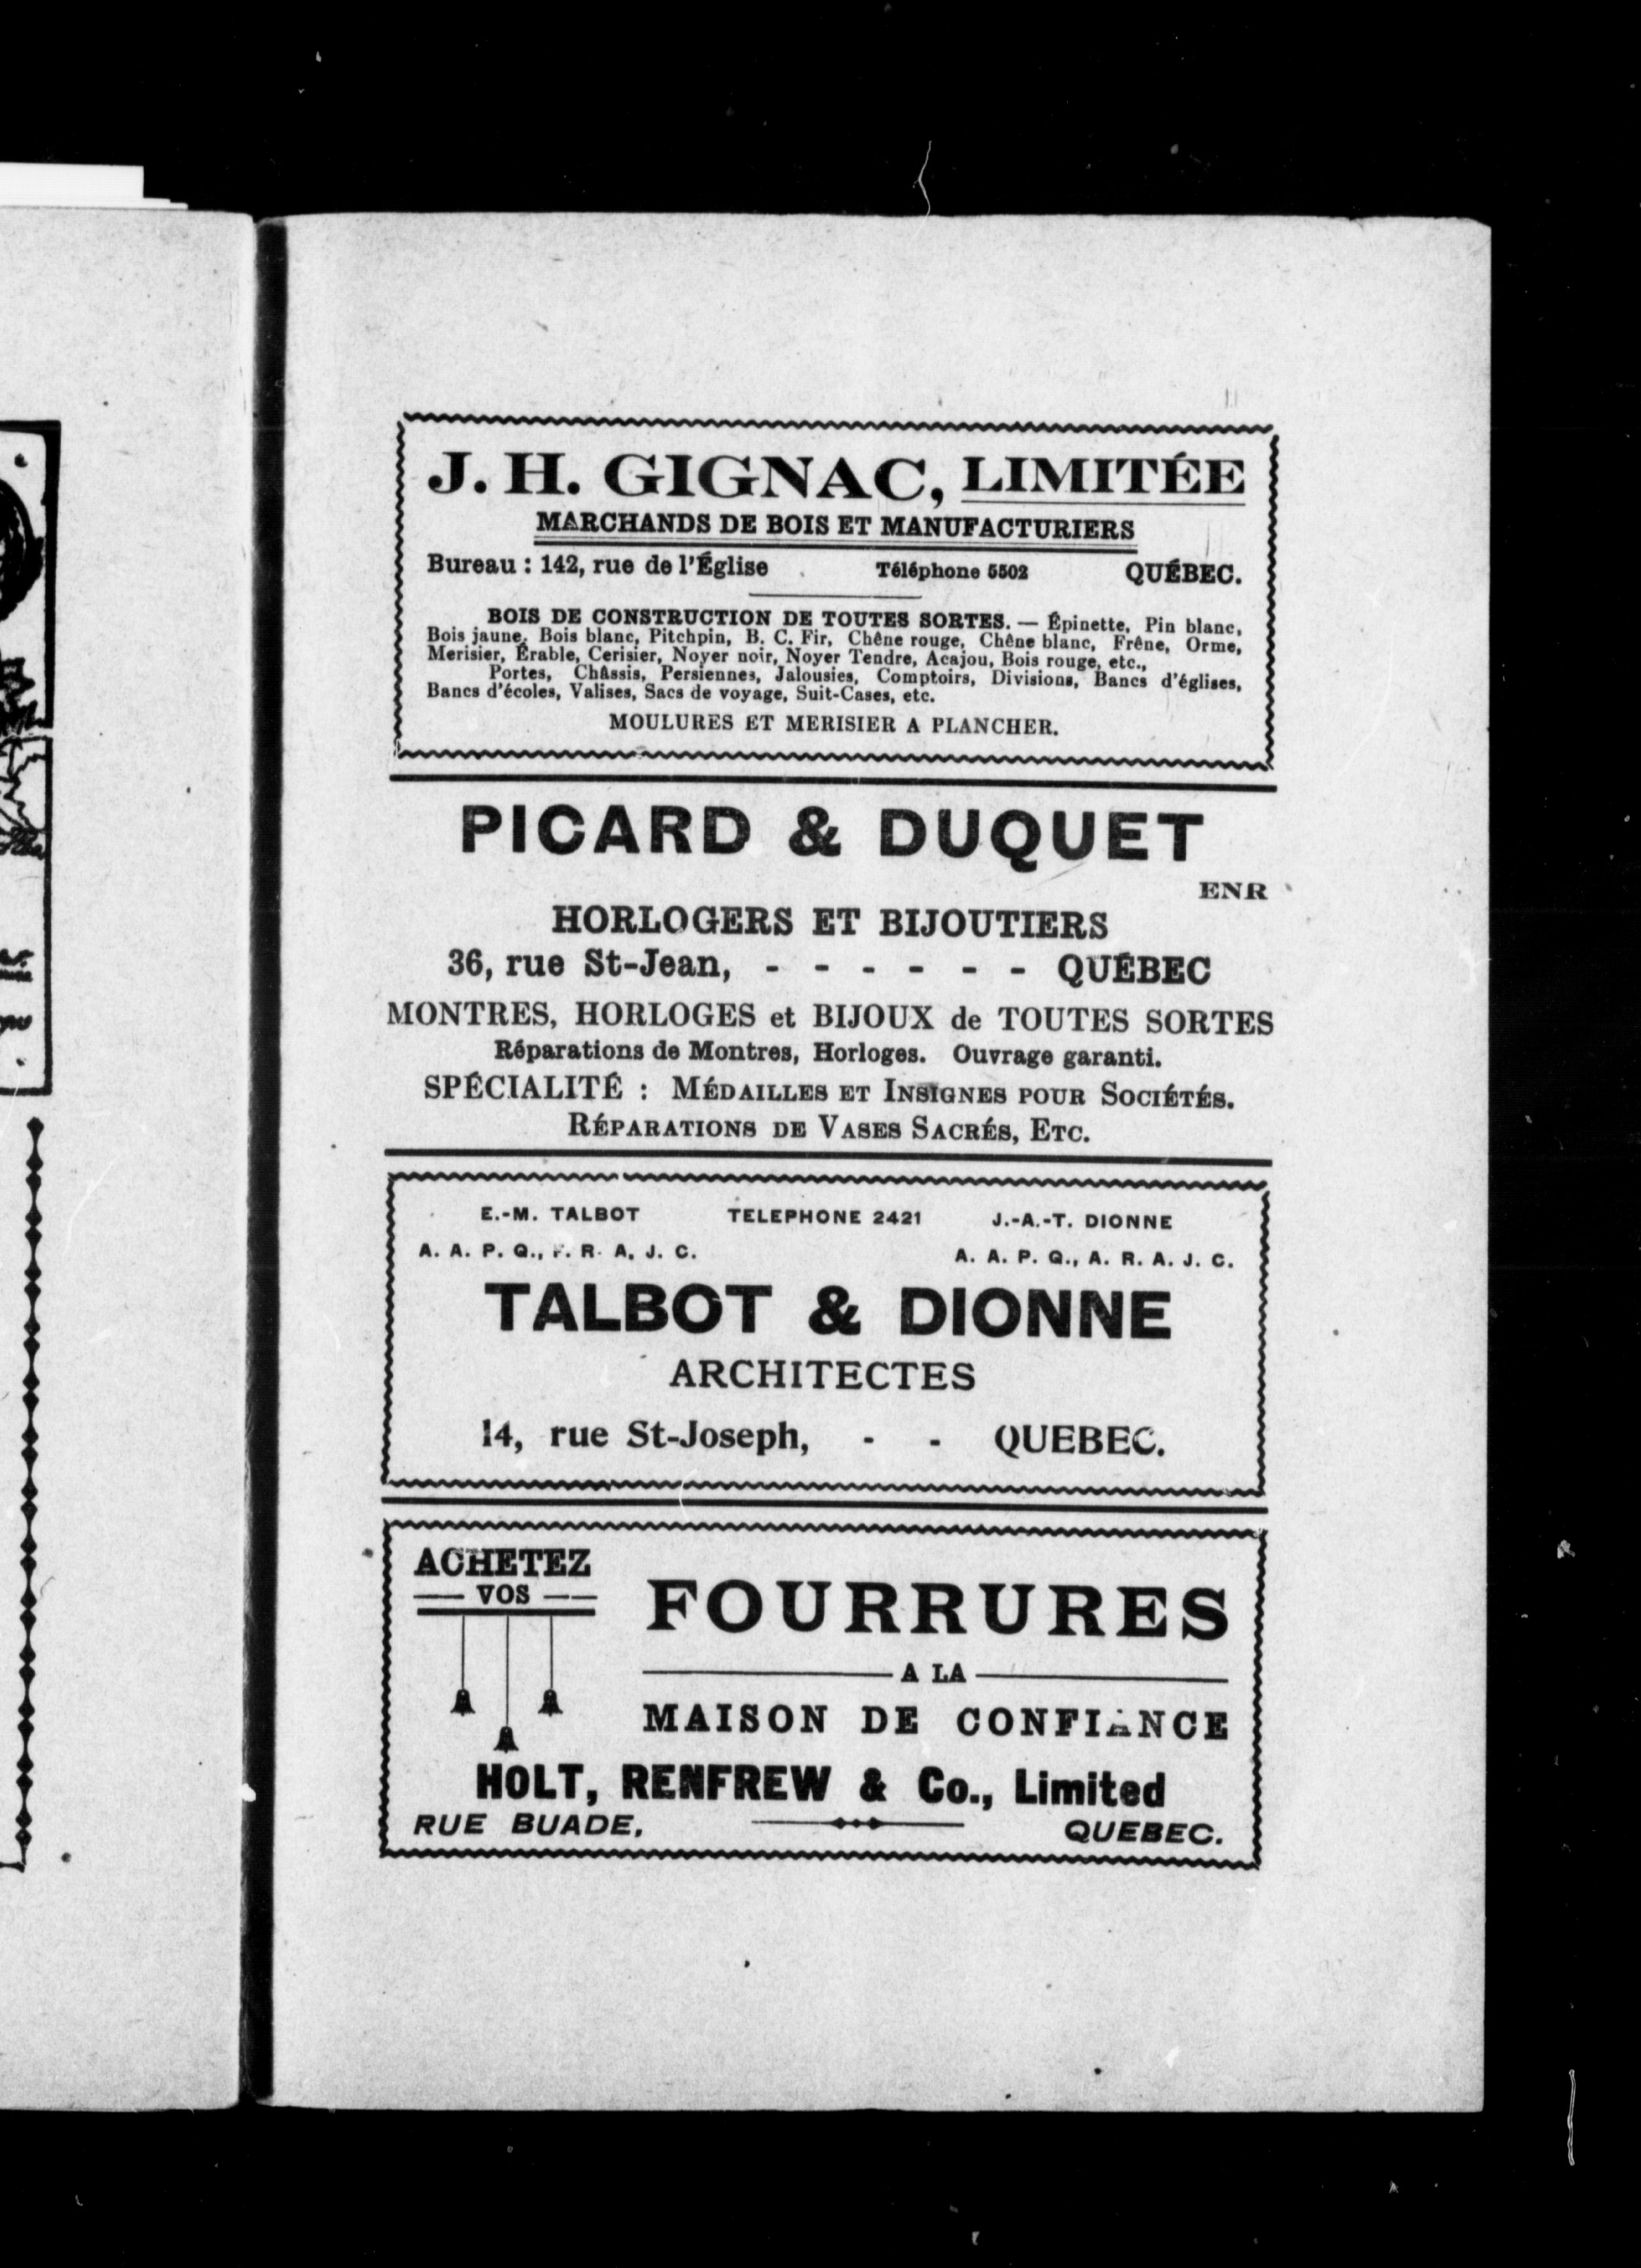 J. H. GIGNAC, LIMITÉE
MARCHANDS DE BOIS ET MANUFACTURIERS
Bureau : 142, rue de l'Église Téléphone 5502 QUÉBEC.
BOIS DE CONSTRUCTION DE TOUTES SORTES. — Épinette, Pin blanc,
Bois jaune, Bois blanc, Pitchpin, B. C. Fir, Chêne rouge, Chêne blanc, Frêne, Orme,
Merisier, Érable, Cerisier, Noyer noir, Noyer Tendre, Acajou, Bois rouge, etc.,
Portes, Châssis, Persiennes, Jalousies, Comptoirs, Divisions, Bancs d'églises,
Bancs d'écoles, Valises, Sacs de voyage, Suit-Cases, etc.
MOULURES ET MERISIER A PLANCHER.
PICARD & DUQUET
ENR
HORLOGERS ET BIJOUTIERS
36, rue St-Jean, - - - - - - QUÉBEC
MONTRES, HORLOGES et BIJOUX de TOUTES SORTES
Réparations de Montres, Horloges. Ouvrage garanti.
SPÉCIALITÉ : MÉDAILLES ET INSIGNES POUR SOCIÉTÉS.
RÉPARATIONS DE VASES SACRÉS, ETC.
E.-M. TALBOT TELEPHONE 2421 J.-A.-T. DIONNE
A. A. P. Q., F. R. A, J. C. A. A. P. Q., A. R. A. J. C.
TALBOT & DIONNE
ARCHITECTES
14, rue St-Joseph, - - QUEBEC.
ACHETEZ
— VOS —
FOURRURES
A LA
MAISON DE CONFIANCE
HOLT, RENFREW & Co., Limited
RUE BUADE, QUEBEC.